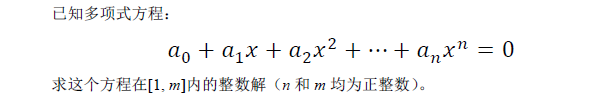 已知多项式方程：
a₀ + a₁x + a₂x² + ⋯ + aₙxⁿ = 0
求这个方程在[1, m]内的整数解（n 和 m 均为正整数）。